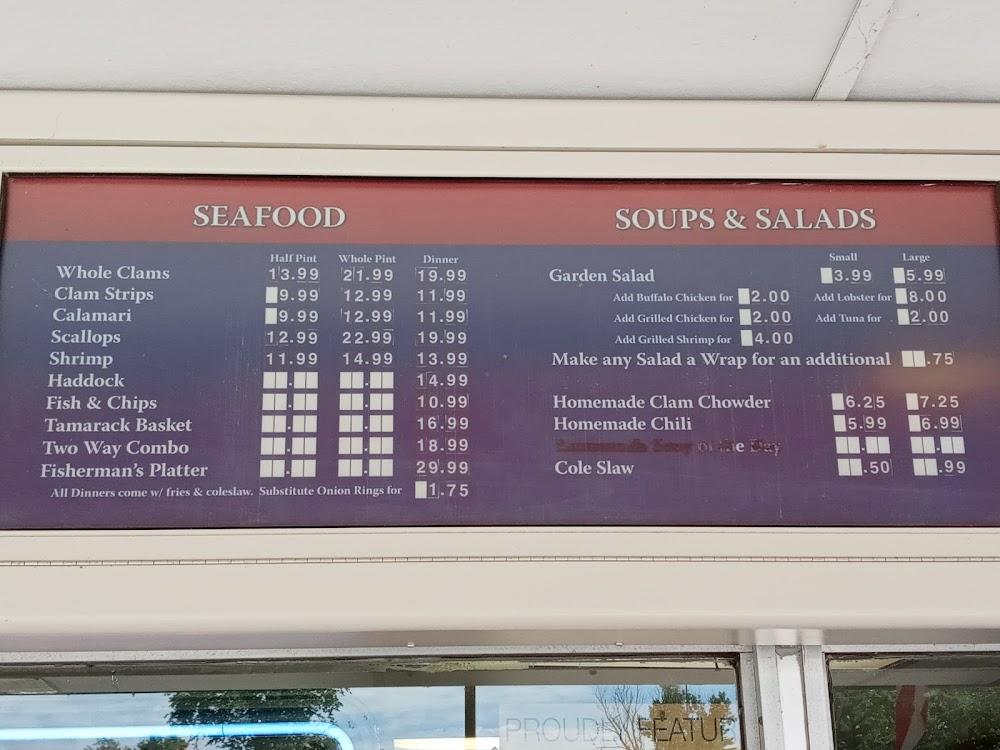 SEAFOOD
Half Pint Whole Pint Dinner
Whole Clams 13.99 21.99 19.99
Clam Strips 9.99 12.99 11.99
Calamari 9.99 12.99 11.99
Scallops 12.99 22.99 19.99
Shrimp 11.99 14.99 13.99
Haddock 14.99
Fish & Chips 10.99
Tamarack Basket 16.99
Two Way Combo 18.99
Fisherman's Platter 29.99
All Dinners come w/ fries & coleslaw. Substitute Onion Rings for 1.75
SOUPS & SALADS
Small Large
Garden Salad 3.99 5.99
Add Buffalo Chicken for 2.00 Add Lobster for 8.00
Add Grilled Chicken for 2.00 Add Tuna for 2.00
Add Grilled Shrimp for 4.00
Make any Salad a Wrap for an additional .75
Homemade Clam Chowder 6.25 7.25
Homemade Chili 5.99 6.99
Cole Slaw .50 .99
PROUDLY FEATU